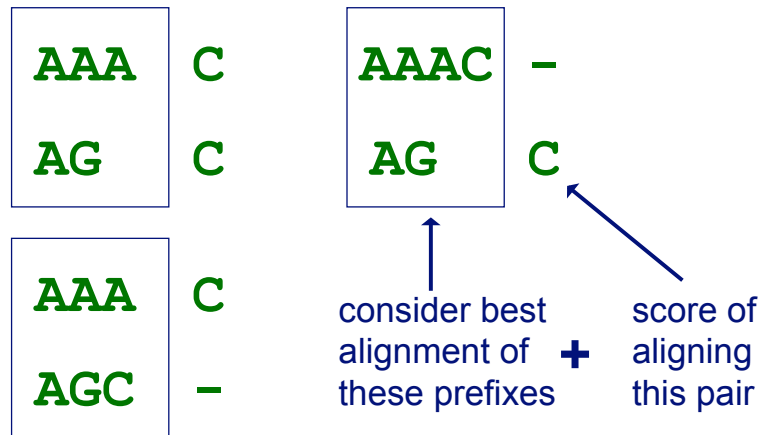 AAA C
AG C
AAAC -
AG C
AAA C
AGC -
consider best
alignment of
these prefixes
+
score of
aligning
this pair